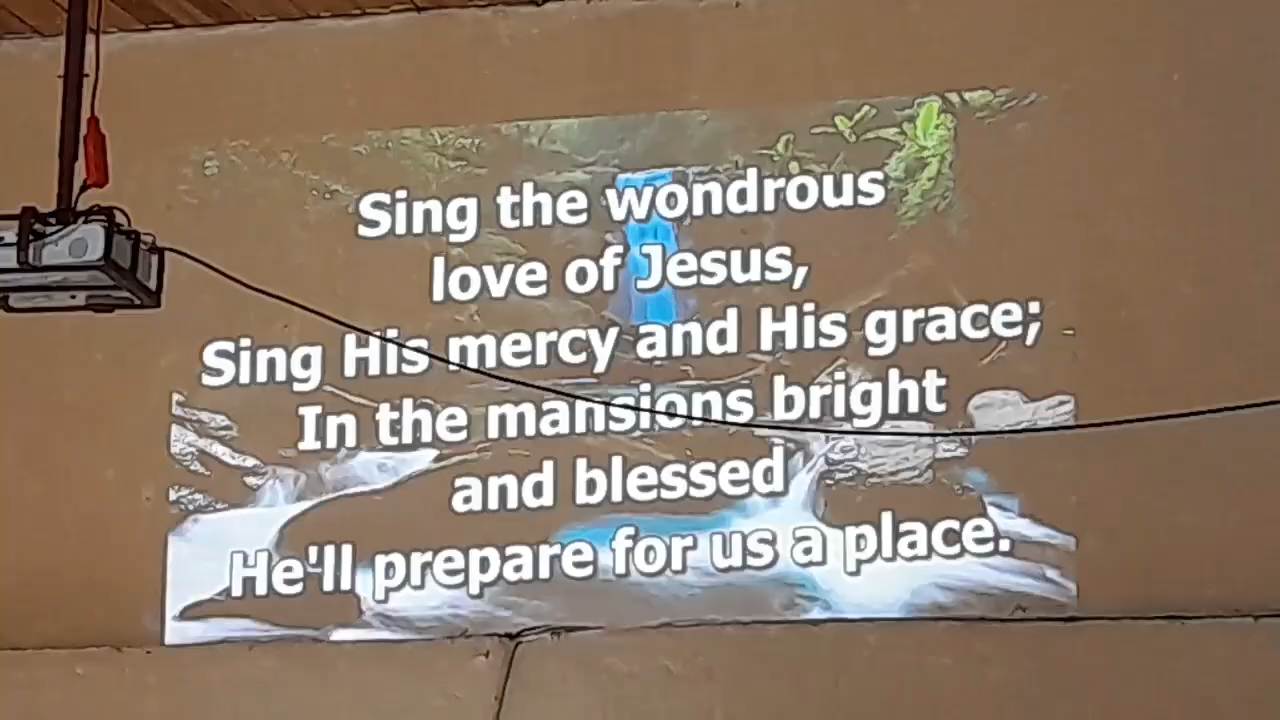 Sing the wondrous
love of Jesus,
Sing His mercy and His grace;
In the mansions bright
and blessed
He'll prepare for us a place.